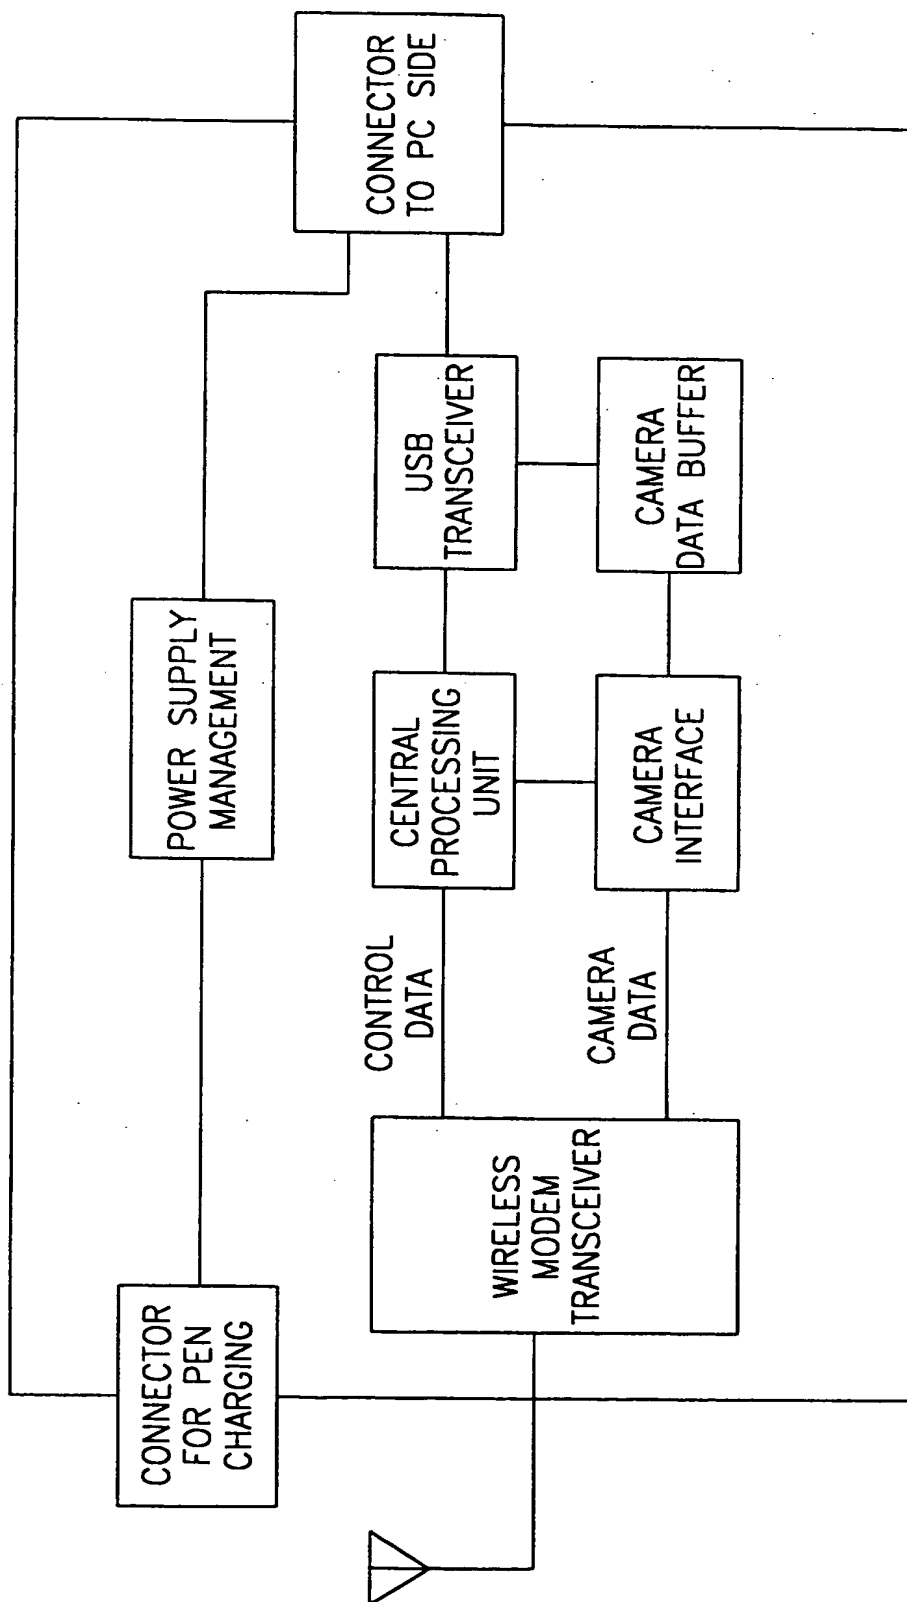 CONNECTOR
FOR PEN
CHARGING
POWER SUPPLY
MANAGEMENT
CONNECTOR
TO PC SIDE
WIRELESS
MODEM
TRANSCEIVER
CONTROL
DATA
CAMERA
DATA
CENTRAL
PROCESSING
UNIT
USB
TRANSCEIVER
CAMERA
INTERFACE
CAMERA
DATA BUFFER